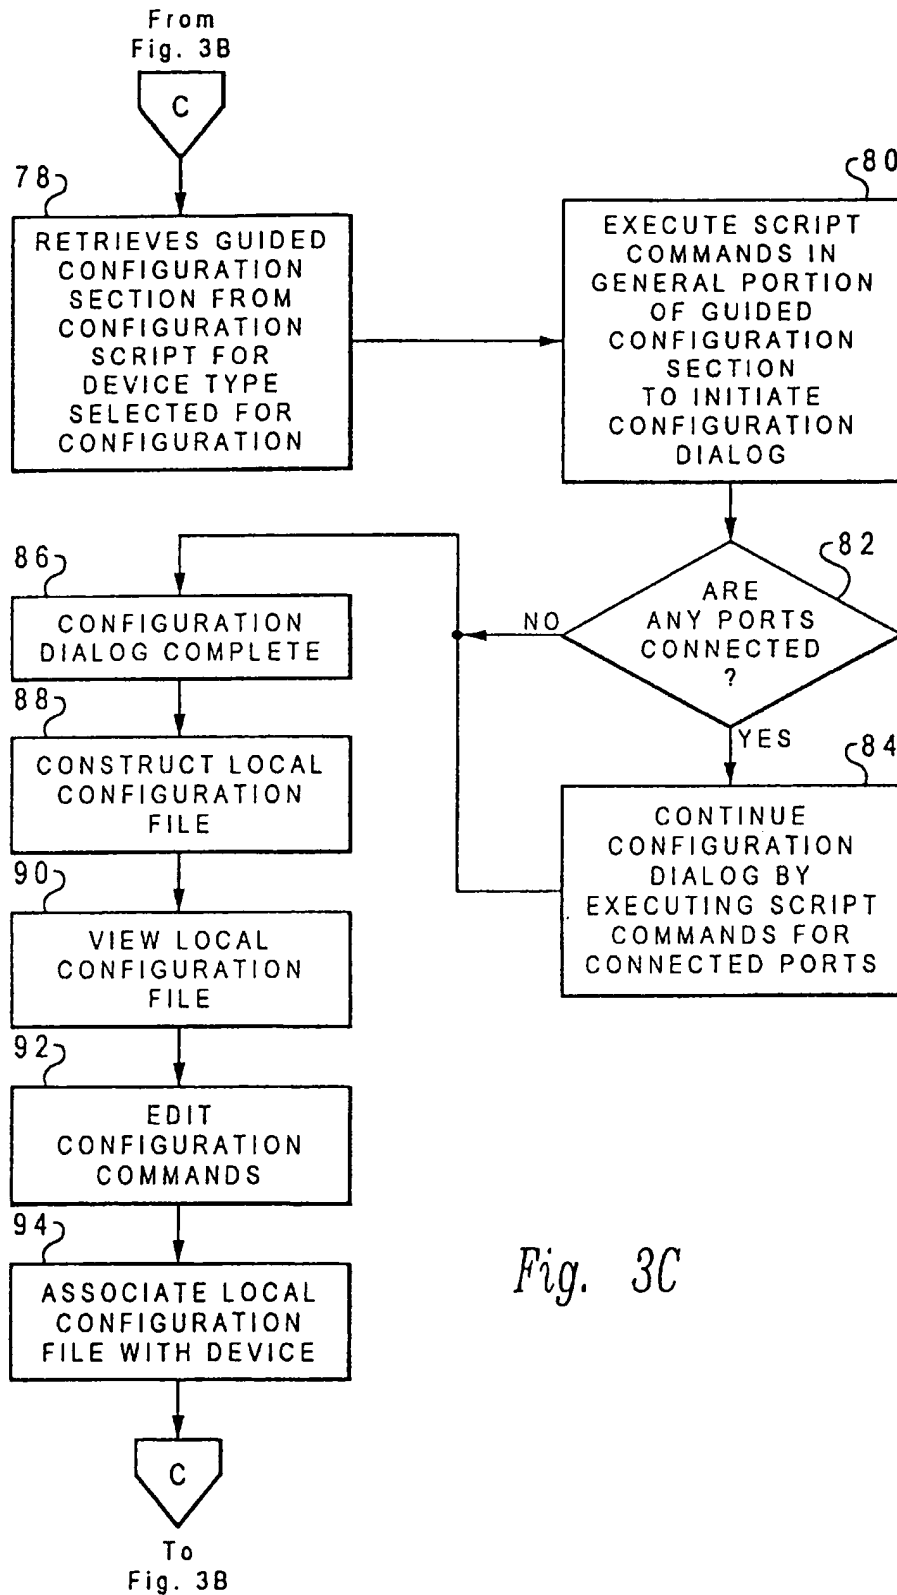 From
Fig. 3B
C
78
RETRIEVES GUIDED
CONFIGURATION
SECTION FROM
CONFIGURATION
SCRIPT FOR
DEVICE TYPE
SELECTED FOR
CONFIGURATION
80
EXECUTE SCRIPT
COMMANDS IN
GENERAL PORTION
OF GUIDED
CONFIGURATION
SECTION
TO INITIATE
CONFIGURATION
DIALOG
82
ARE
ANY PORTS
CONNECTED
?
NO
YES
84
CONTINUE
CONFIGURATION
DIALOG BY
EXECUTING SCRIPT
COMMANDS FOR
CONNECTED PORTS
86
CONFIGURATION
DIALOG COMPLETE
88
CONSTRUCT LOCAL
CONFIGURATION
FILE
90
VIEW LOCAL
CONFIGURATION
FILE
92
EDIT
CONFIGURATION
COMMANDS
94
ASSOCIATE LOCAL
CONFIGURATION
FILE WITH DEVICE
C
To
Fig. 3B
Fig. 3C